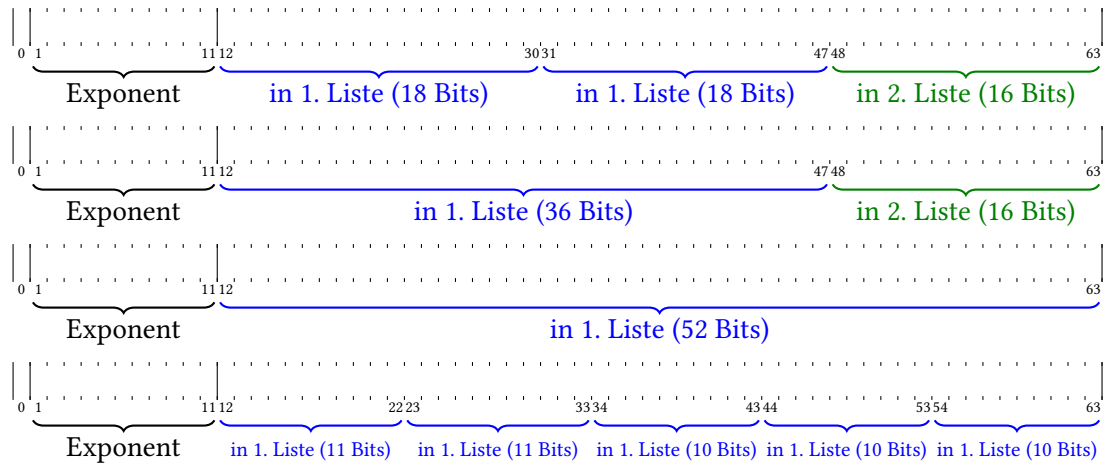 0 1 11 12 30 31 47 48 63
Exponent in 1. Liste (18 Bits) in 1. Liste (18 Bits) in 2. Liste (16 Bits)
0 1 11 12 47 48 63
Exponent in 1. Liste (36 Bits) in 2. Liste (16 Bits)
0 1 11 12 63
Exponent in 1. Liste (52 Bits)
0 1 11 12 22 23 33 34 43 44 53 54 63
Exponent in 1. Liste (11 Bits) in 1. Liste (11 Bits) in 1. Liste (10 Bits) in 1. Liste (10 Bits) in 1. Liste (10 Bits)